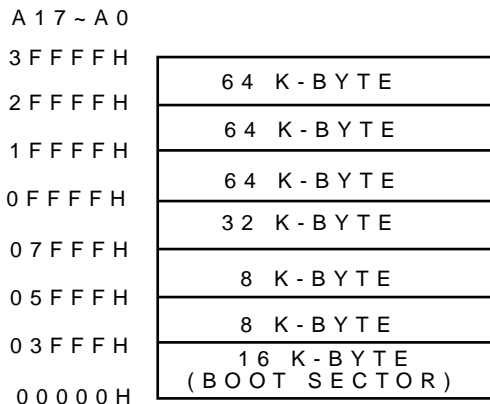 A17~A0
3FFFFH
64 K-BYTE
2FFFFH
64 K-BYTE
1FFFFH
64 K-BYTE
0FFFFH
32 K-BYTE
07FFFH
8 K-BYTE
05FFFH
8 K-BYTE
03FFFH
16 K-BYTE
(BOOT SECTOR)
00000H